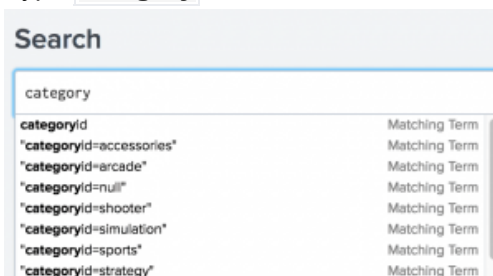 Search
category
categoryid Matching Term
"categoryid=accessories" Matching Term
"categoryid=arcade" Matching Term
"categoryid=null" Matching Term
"categoryid=shooter" Matching Term
"categoryid=simulation" Matching Term
"categoryid=sports" Matching Term
"categoryid=strategy" Matching Term